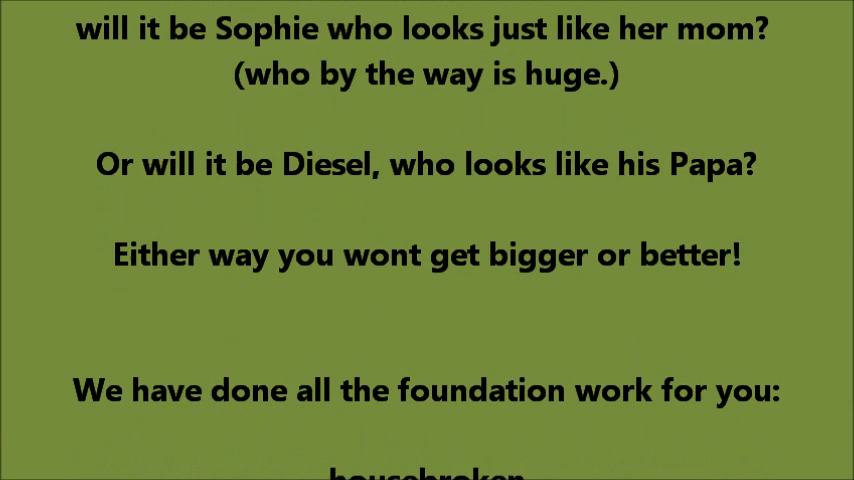 will it be Sophie who looks just like her mom?
(who by the way is huge.)
Or will it be Diesel, who looks like his Papa?
Either way you wont get bigger or better!
We have done all the foundation work for you:
housebroken